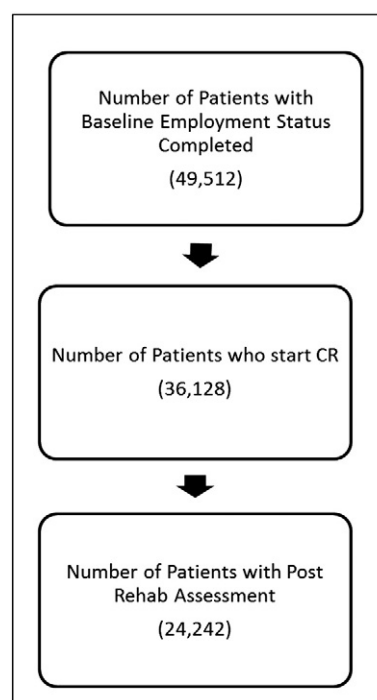 Number of Patients with
Baseline Employment Status
Completed
(49,512)
Number of Patients who start CR
(36,128)
Number of Patients with Post
Rehab Assessment
(24,242)